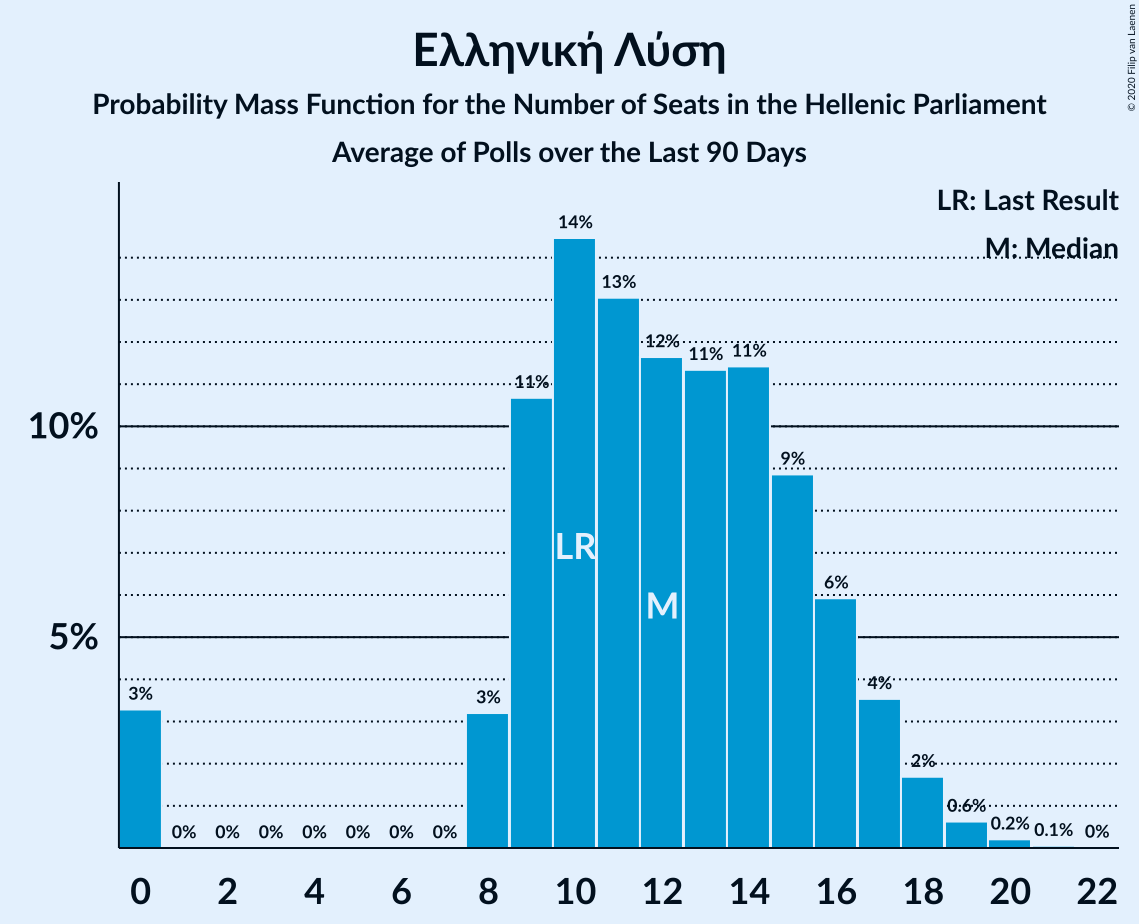 Ελληνική Λύση
Probability Mass Function for the Number of Seats in the Hellenic Parliament
Average of Polls over the Last 90 Days
© 2020 Filip van Laenen
LR: Last Result
M: Median
14%
13%
12%
11%
11%
11%
10%
9%
LR
6%
M
5%
4%
3%
3%
2%
0.6%
0.2%
0.1%
0%
0%
0%
0%
0%
0%
0%
0%
0 2 4 6 8 10 12 14 16 18 20 22